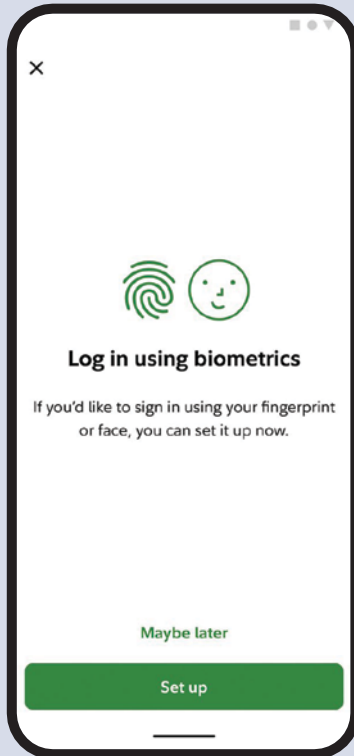 Log in using biometrics
If you'd like to sign in using your fingerprint
or face, you can set it up now.
Maybe later
Set up